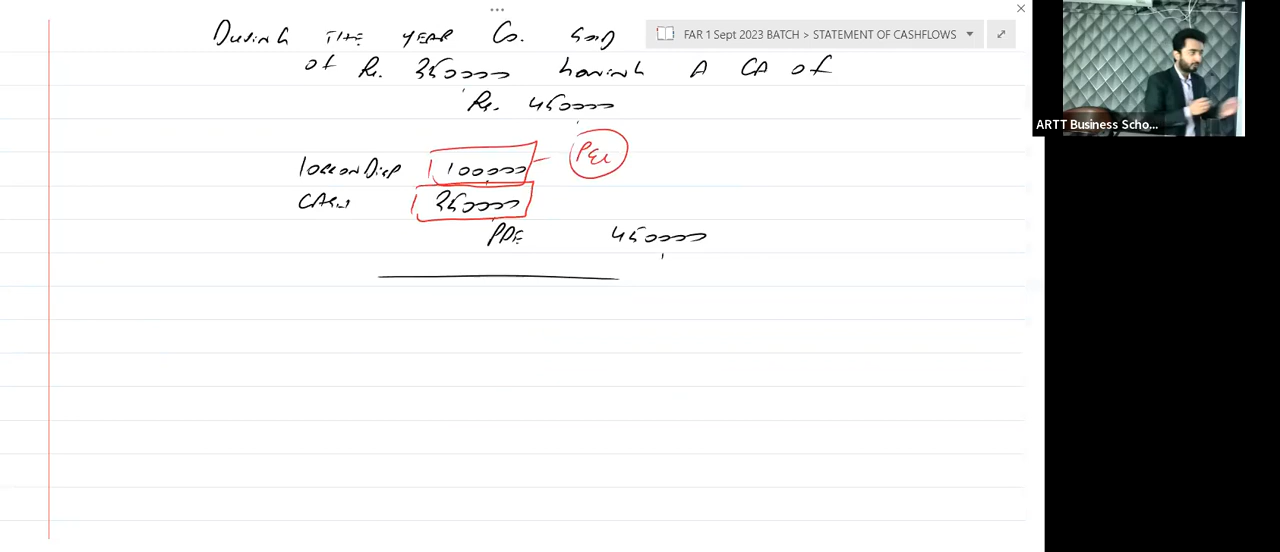 During THE YEAR Co. Sold
FAR 1 Sept 2023 BATCH > STATEMENT OF CASHFLOWS
of Rs. 350000 having A CA of
Rs. 450000
loss on Disp 100000 P&L
CASH 350000
PPE 450000
ARTT Business Scho...